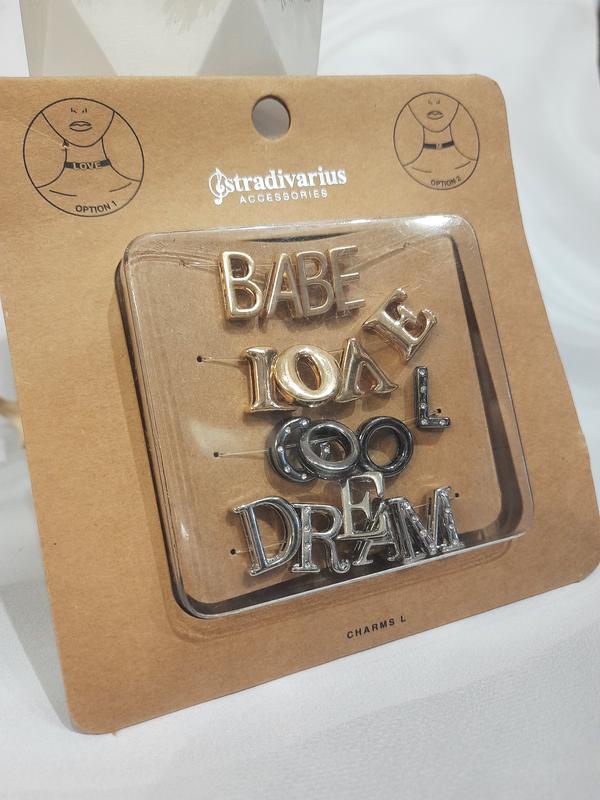 LOVE
OPTION 1
OPTION 2
stradivarius
ACCESSORIES
BABE
LOVE
COOL
DREAM
CHARMS L